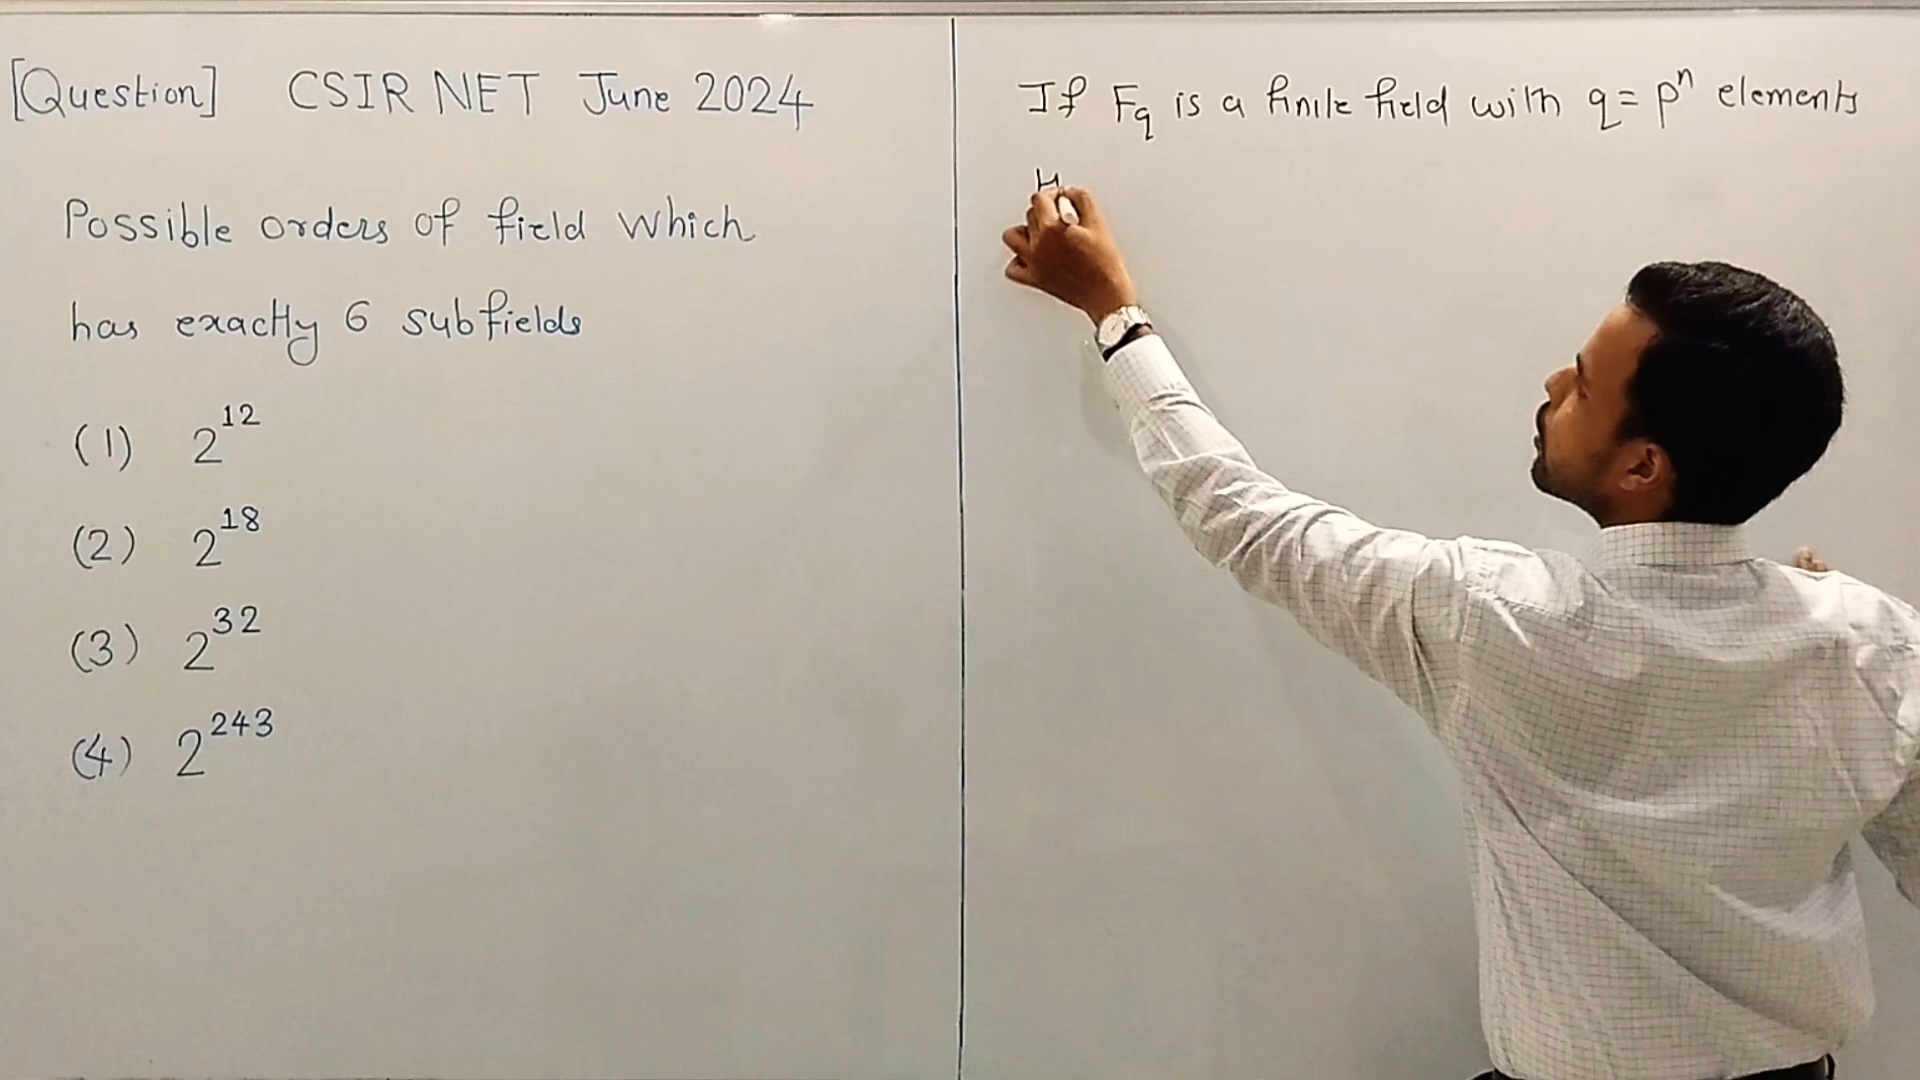 [Question] CSIR NET June 2024
Possible orders of field which
has exactly 6 subfields
(1) 2^12
(2) 2^18
(3) 2^32
(4) 2^243
If F_q is a finite field with q = p^n elements